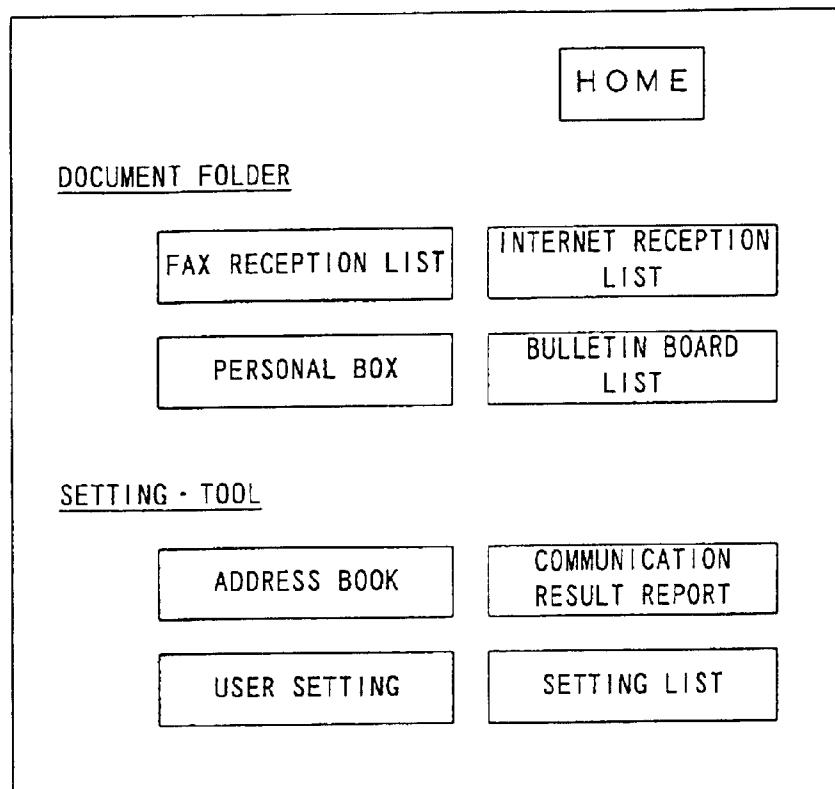 HOME
DOCUMENT FOLDER
FAX RECEPTION LIST
INTERNET RECEPTION
LIST
PERSONAL BOX
BULLETIN BOARD
LIST
SETTING · TOOL
ADDRESS BOOK
COMMUNICATION
RESULT REPORT
USER SETTING
SETTING LIST